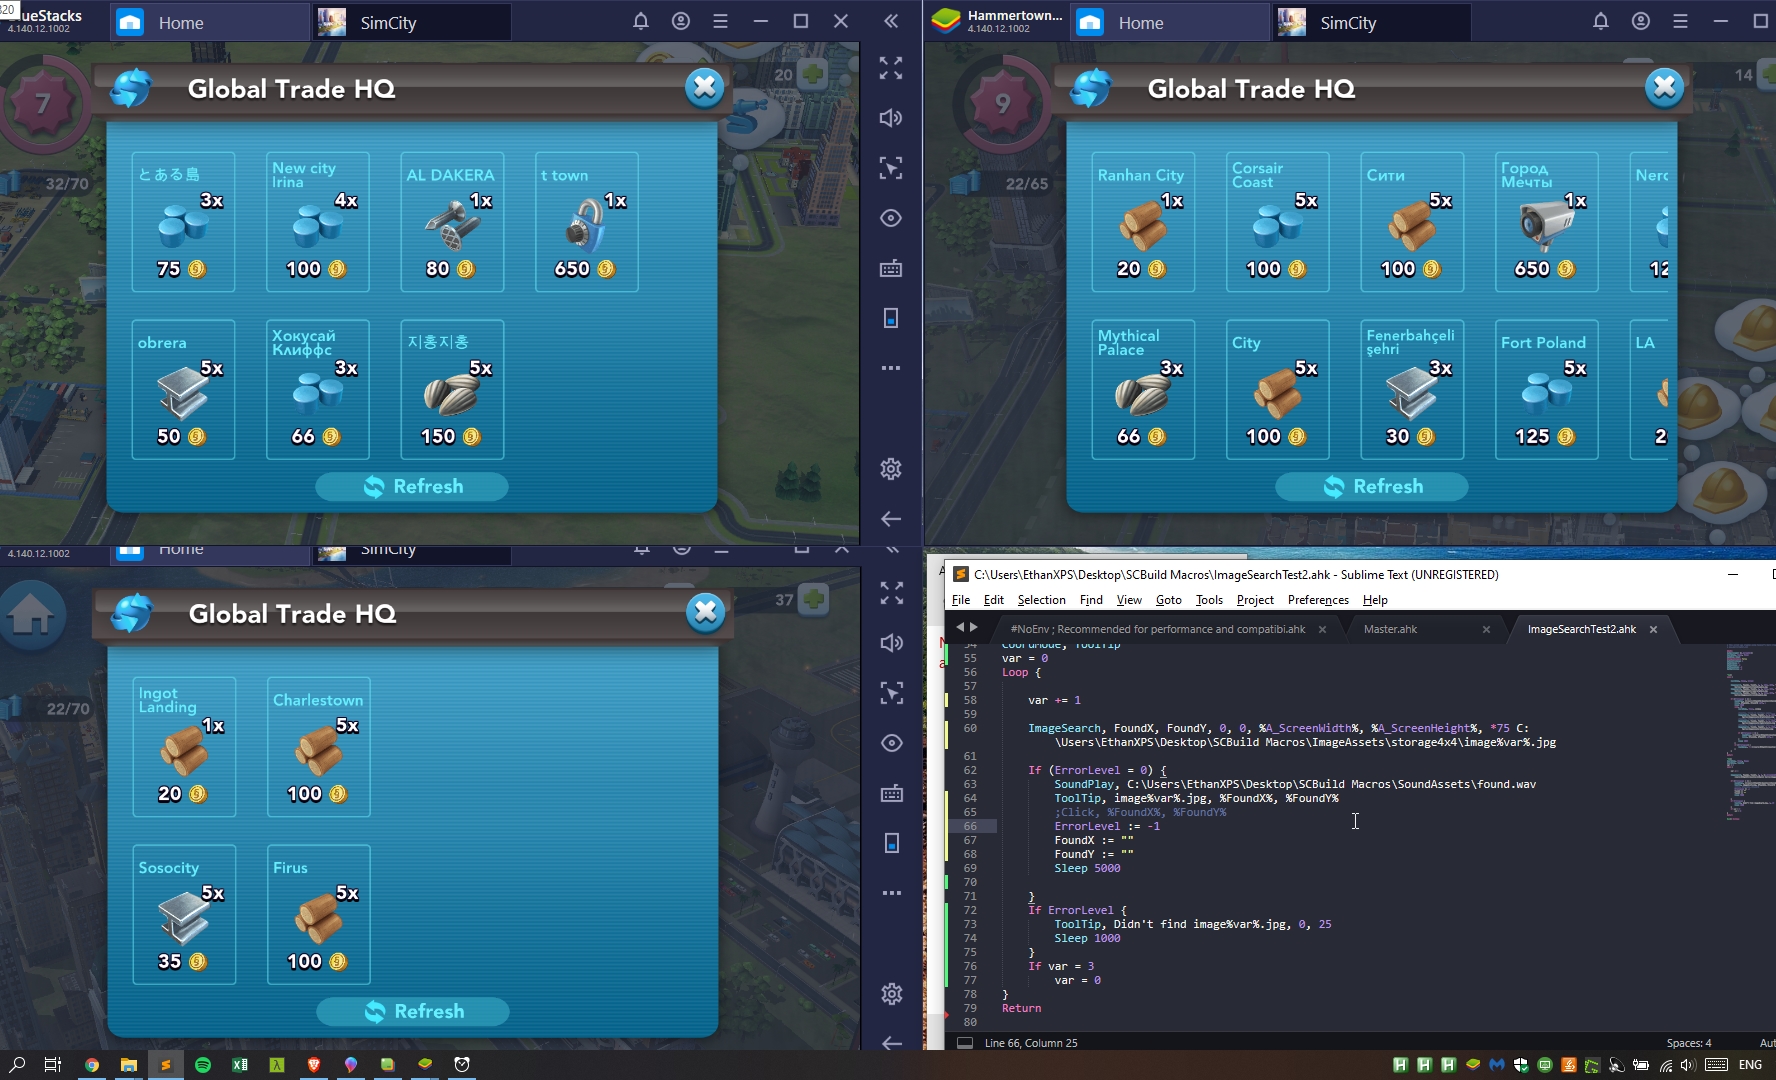 BlueStacks
4.140.12.1002
Home
SimCity
7
20
32/70
Global Trade HQ
とある島
3x
75
New city
Irina
4x
100
AL DAKERA
1x
80
t town
1x
650
obrera
5x
50
Хокусай
Клиффс
3x
66
지홍지홍
5x
150
Refresh
Hammertown...
4.140.12.1002
Home
SimCity
9
14
22/65
Global Trade HQ
Ranhan City
1x
20
Corsair
Coast
5x
100
Сити
5x
100
Город
Мечты
1x
650
Mythical
Palace
3x
66
City
5x
100
Fenerbahçeli
şehri
3x
30
Fort Poland
5x
125
LA
Refresh
4.140.12.1002
Home
SimCity
37
22/70
Global Trade HQ
Ingot
Landing
1x
20
Charlestown
5x
100
Sosocity
5x
35
Firus
5x
100
Refresh
C:\Users\EthanXPS\Desktop\SCBuild Macros\ImageSearchTest2.ahk - Sublime Text (UNREGISTERED)
File Edit Selection Find View Goto Tools Project Preferences Help
#NoEnv ; Recommended for performance and compatibi.ahk
Master.ahk
ImageSearchTest2.ahk
54 CoordMode, ToolTip
55 var = 0
56 Loop {
57
58 var += 1
59
60 ImageSearch, FoundX, FoundY, 0, 0, %A_ScreenWidth%, %A_ScreenHeight%, *75 C:
\Users\EthanXPS\Desktop\SCBuild Macros\ImageAssets\storage4x4\image%var%.jpg
61
62 If (ErrorLevel = 0) {
63 SoundPlay, C:\Users\EthanXPS\Desktop\SCBuild Macros\SoundAssets\found.wav
64 ToolTip, image%var%.jpg, %FoundX%, %FoundY%
65 ;Click, %FoundX%, %FoundY%
66 ErrorLevel := -1
67 FoundX := ""
68 FoundY := ""
69 Sleep 5000
70
71 }
72 If ErrorLevel {
73 ToolTip, Didn't find image%var%.jpg, 0, 25
74 Sleep 1000
75 }
76 If var = 3
77 var = 0
78 }
79 Return
80
Line 66, Column 25
Spaces: 4
ENG